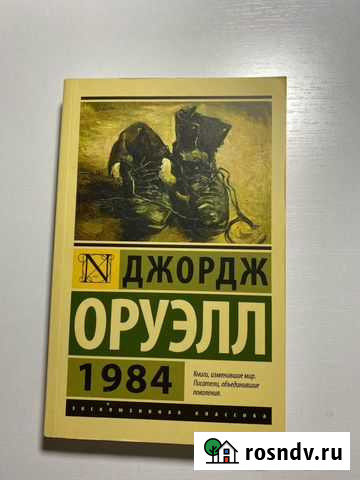 N ДЖОРДЖ
ОРУЭЛЛ
1984
Книги, изменившие мир.
Писатели, объединившие
поколения.
ЭКСКЛЮЗИВНАЯ КЛАССИКА
rosndv.ru